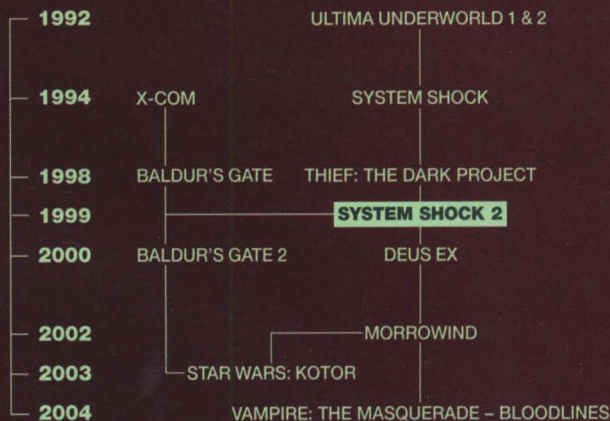 1992 ULTIMA UNDERWORLD 1 & 2
1994 X-COM SYSTEM SHOCK
1998 BALDUR'S GATE THIEF: THE DARK PROJECT
1999 SYSTEM SHOCK 2
2000 BALDUR'S GATE 2 DEUS EX
2002 MORROWIND
2003 STAR WARS: KOTOR
2004 VAMPIRE: THE MASQUERADE – BLOODLINES